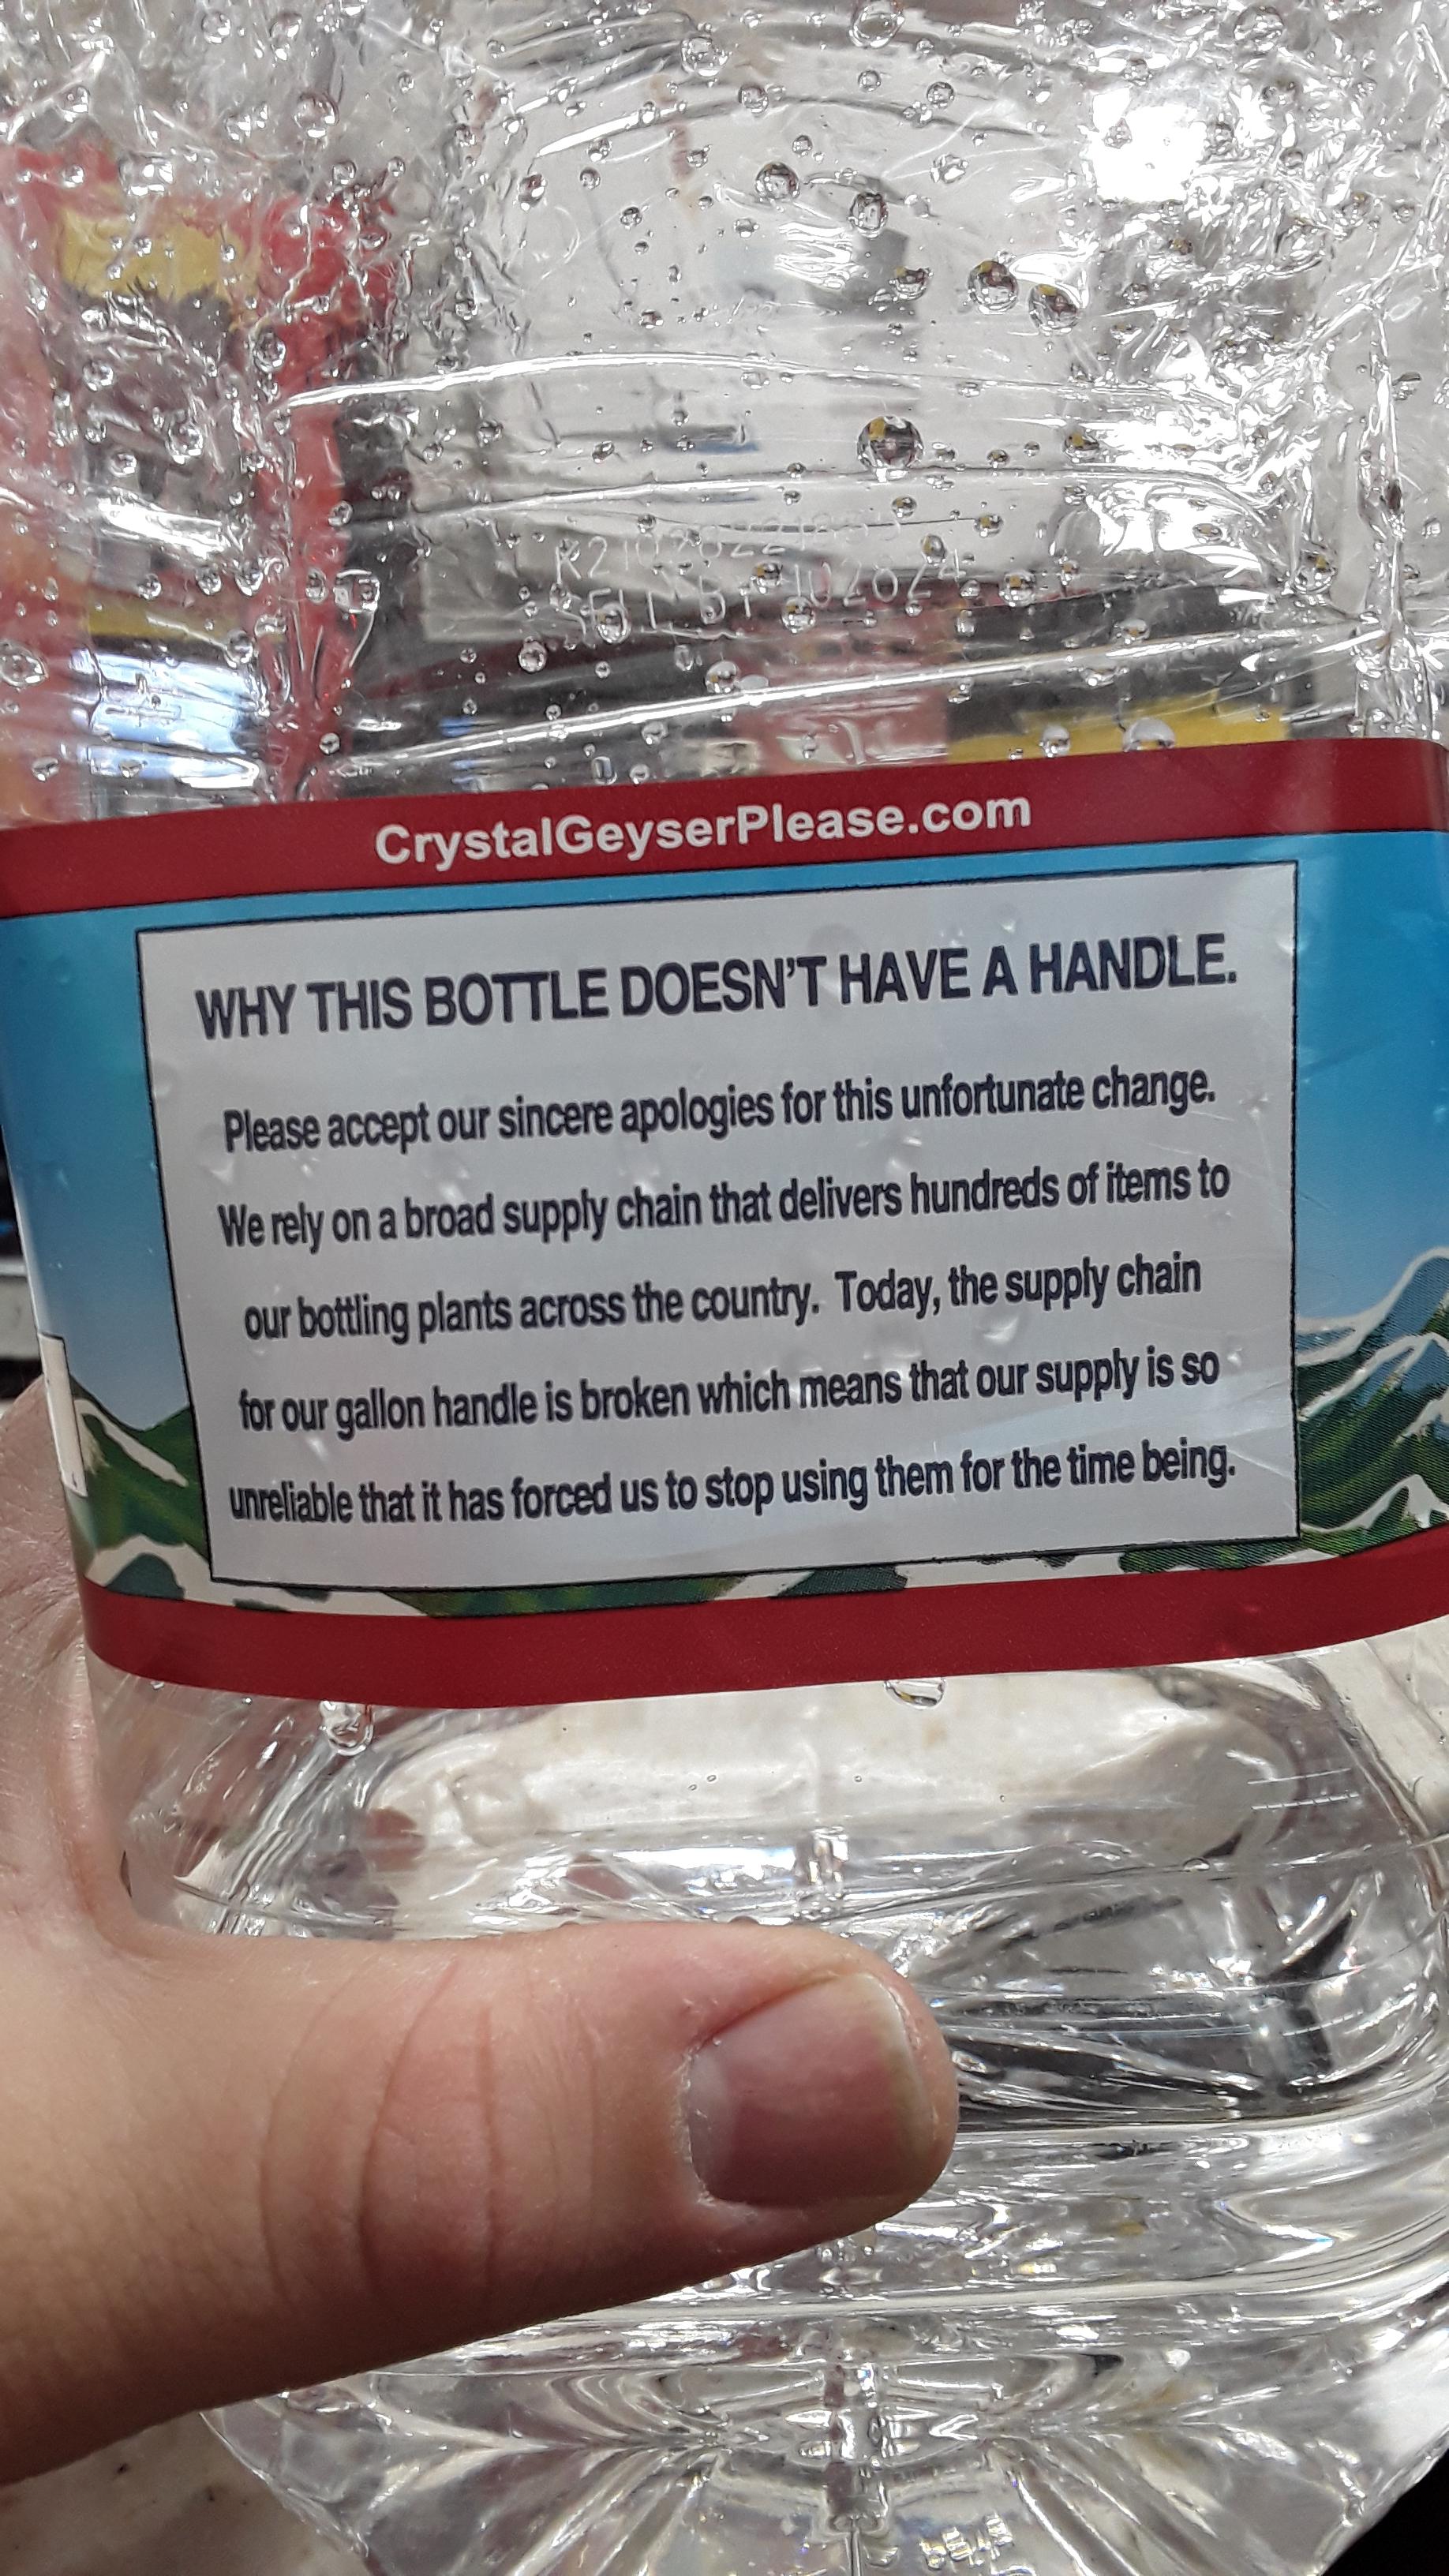 SELL BY 102024
CrystalGeyserPlease.com
WHY THIS BOTTLE DOESN'T HAVE A HANDLE.
Please accept our sincere apologies for this unfortunate change.
We rely on a broad supply chain that delivers hundreds of items to
our bottling plants across the country. Today, the supply chain
for our gallon handle is broken which means that our supply is so
unreliable that it has forced us to stop using them for the time being.